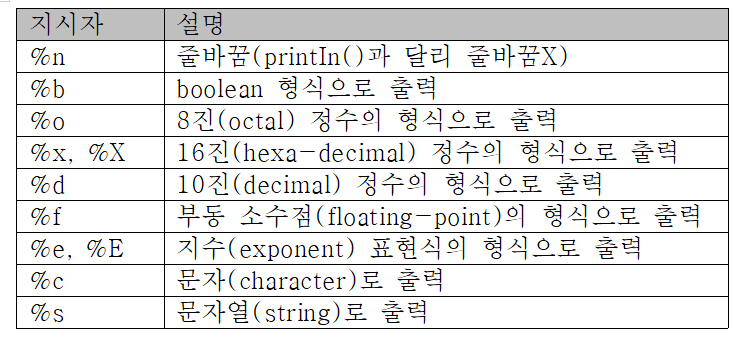 지시자 설명
%n 줄바꿈(printIn()과 달리 줄바꿈X)
%b boolean 형식으로 출력
%o 8진(octal) 정수의 형식으로 출력
%x, %X 16진(hexa-decimal) 정수의 형식으로 출력
%d 10진(decimal) 정수의 형식으로 출력
%f 부동 소수점(floating-point)의 형식으로 출력
%e, %E 지수(exponent) 표현식의 형식으로 출력
%c 문자(character)로 출력
%s 문자열(string)로 출력